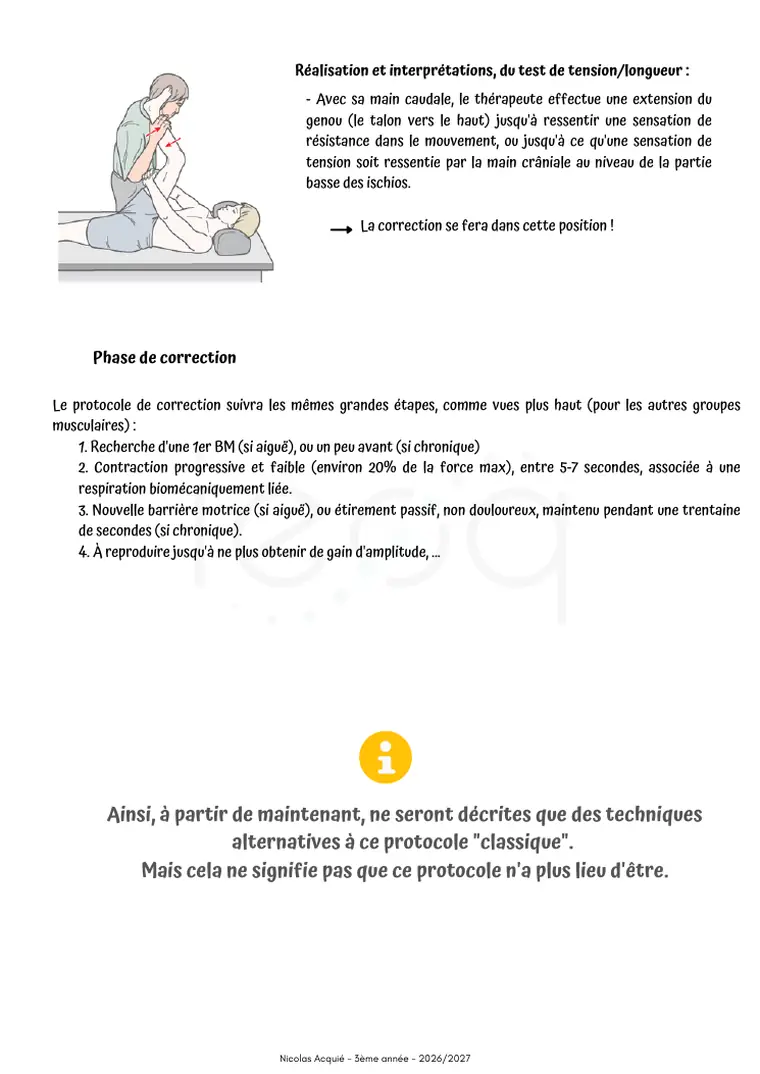 Réalisation et interprétations, du test de tension/longueur :
- Avec sa main caudale, le thérapeute effectue une extension du
genou (le talon vers le haut) jusqu'à ressentir une sensation de
résistance dans le mouvement, ou jusqu'à ce qu'une sensation de
tension soit ressentie par la main crâniale au niveau de la partie
basse des ischios.
La correction se fera dans cette position !
Phase de correction
Le protocole de correction suivra les mêmes grandes étapes, comme vues plus haut (pour les autres groupes
musculaires) :
1. Recherche d'une 1er BM (si aiguë), ou un peu avant (si chronique)
2. Contraction progressive et faible (environ 20% de la force max), entre 5-7 secondes, associée à une
respiration biomécaniquement liée.
3. Nouvelle barrière motrice (si aiguë), ou étirement passif, non douloureux, maintenu pendant une trentaine
de secondes (si chronique).
4. À reproduire jusqu'à ne plus obtenir de gain d'amplitude, ...
Ainsi, à partir de maintenant, ne seront décrites que des techniques
alternatives à ce protocole "classique".
Mais cela ne signifie pas que ce protocole n'a plus lieu d'être.
Nicolas Acquié - 3ème année - 2026/2027